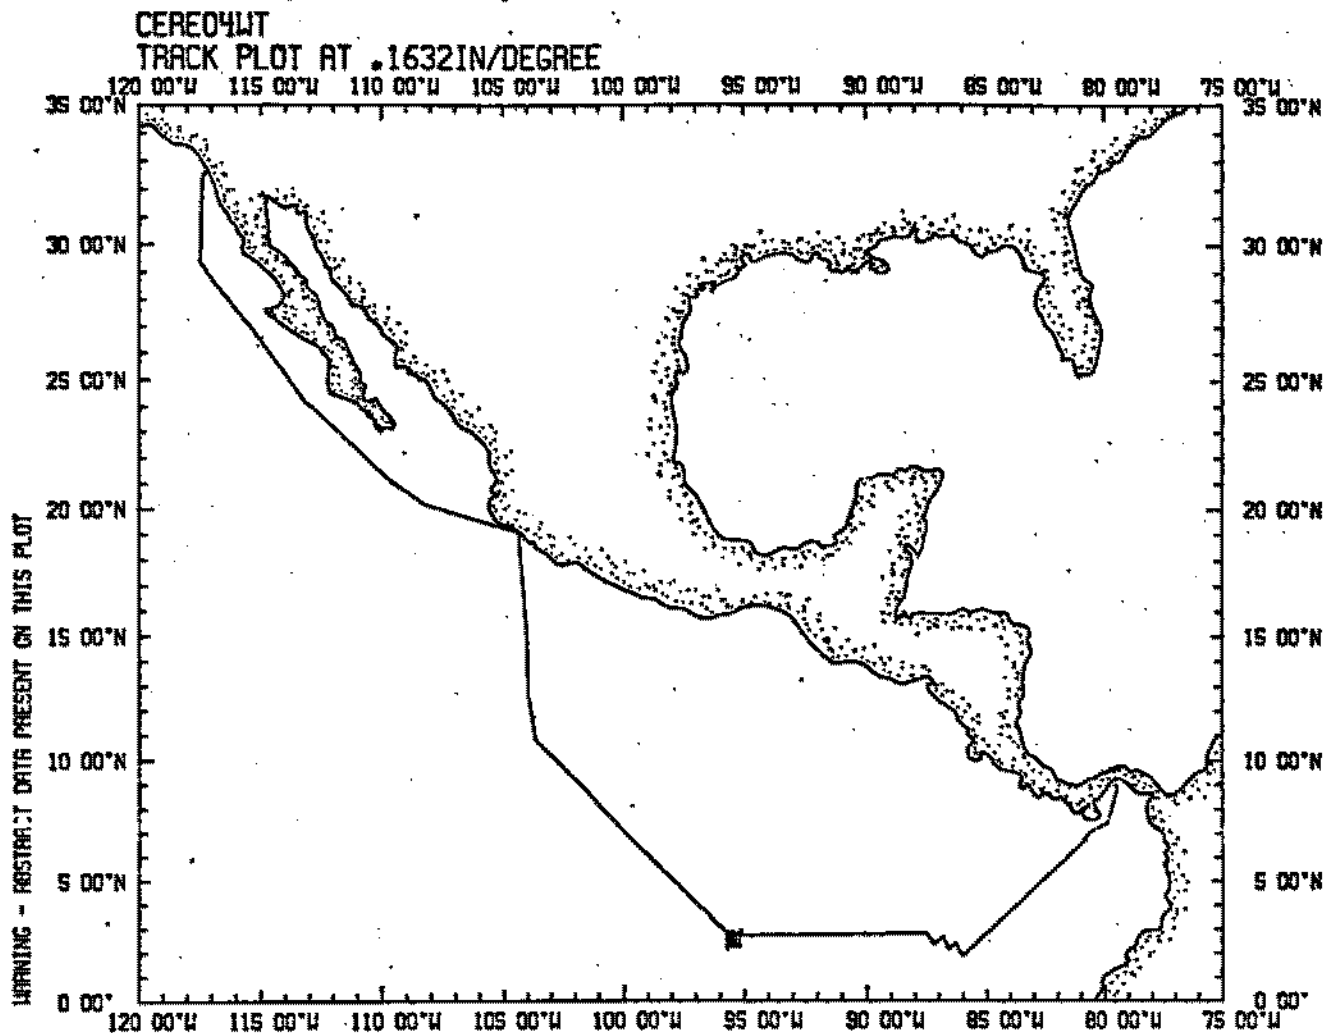 CERE04WT
TRACK PLOT AT .1632IN/DEGREE
120 00'W 115 00'W 110 00'W 105 00'W 100 00'W 95 00'W 90 00'W 85 00'W 80 00'W 75 00'W
35 00'N 35 00'N
30 00'N 30 00'N
25 00'N 25 00'N
20 00'N 20 00'N
15 00'N 15 00'N
10 00'N 10 00'N
5 00'N 5 00'N
0 00' 0 00'
120 00'W 115 00'W 110 00'W 105 00'W 100 00'W 95 00'W 90 00'W 85 00'W 80 00'W 75 00'W
WARNING - ABSTRACT DATA PRESENT ON THIS PLOT